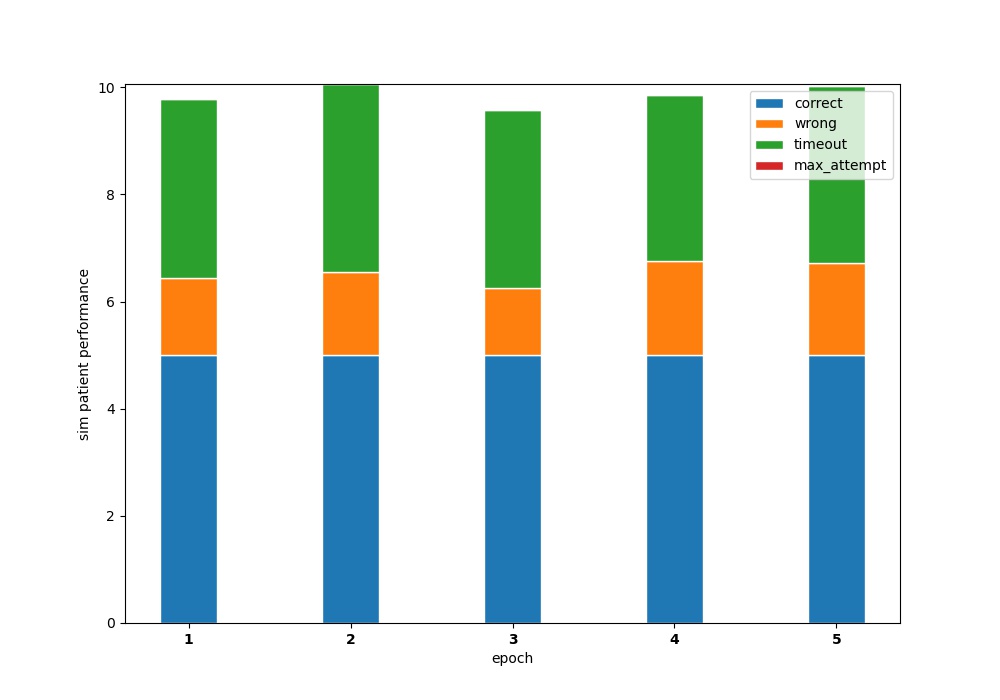 10
8
6
4
2
0
sim patient performance
correct
wrong
timeout
max_attempt
1 2 3 4 5
epoch